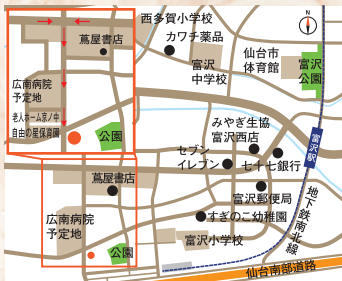 西多賀小学校
カワチ薬品
蔦屋書店
仙台市
体育館
富沢
公園
富沢
中学校
広南病院
予定地
老人ホーム京ノ中
自由の星保育園
公園
みやぎ生協
富沢西店
セブン
イレブン
七十七銀行
富沢駅
蔦屋書店
富沢郵便局
地下鉄南北線
広南病院
予定地
すぎのこ幼稚園
公園
富沢小学校
仙台南部道路